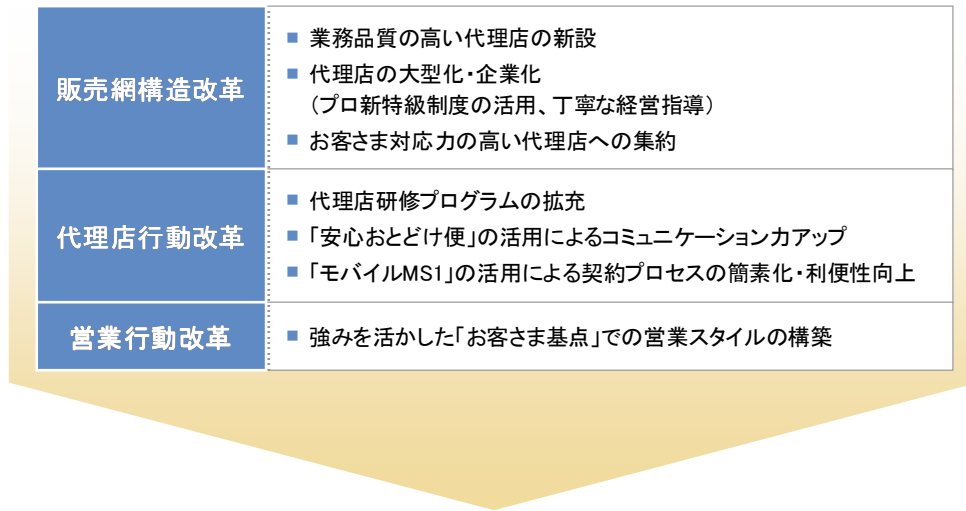 販売網構造改革
■ 業務品質の高い代理店の新設
■ 代理店の大型化・企業化
(プロ新特級制度の活用、丁寧な経営指導)
■ お客さま対応力の高い代理店への集約
代理店行動改革
■ 代理店研修プログラムの拡充
■ 「安心おとどけ便」の活用によるコミュニケーション力アップ
■ 「モバイルMS1」の活用による契約プロセスの簡素化・利便性向上
営業行動改革
■ 強みを活かした「お客さま基点」での営業スタイルの構築